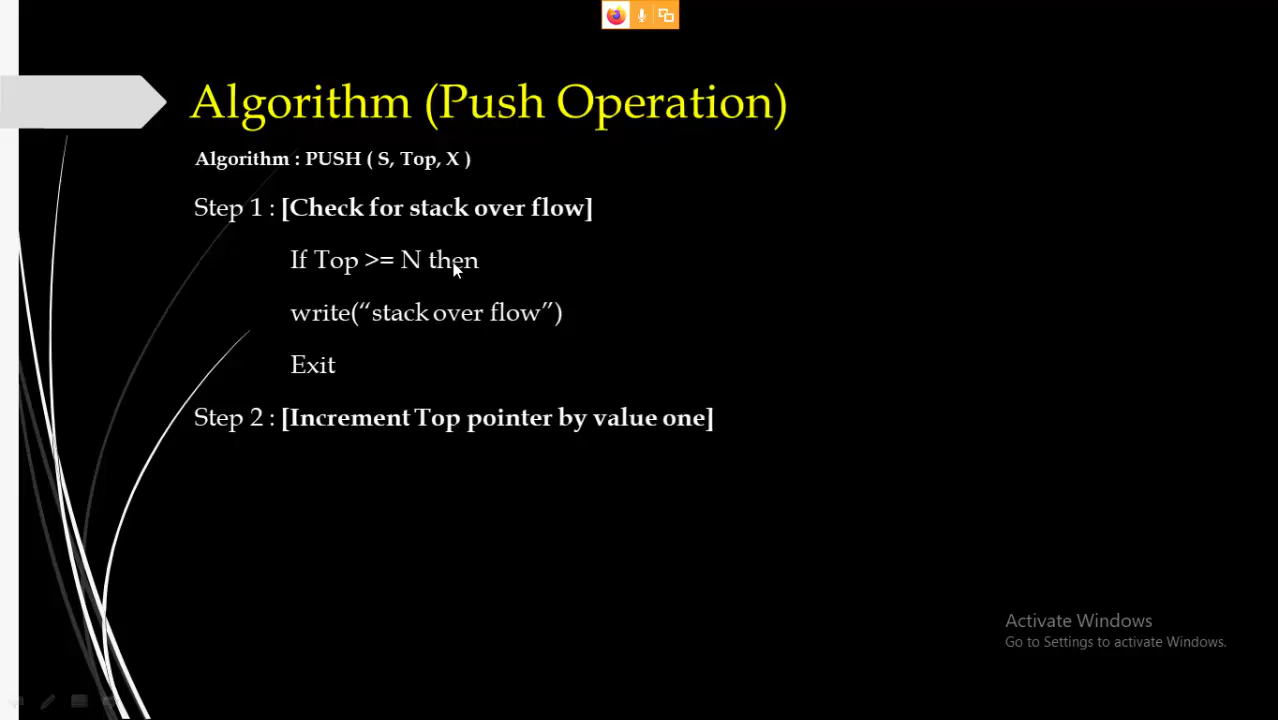 Algorithm (Push Operation)
Algorithm : PUSH ( S, Top, X )
Step 1 : [Check for stack over flow]
If Top >= N then
write(“stack over flow”)
Exit
Step 2 : [Increment Top pointer by value one]
Activate Windows
Go to Settings to activate Windows.